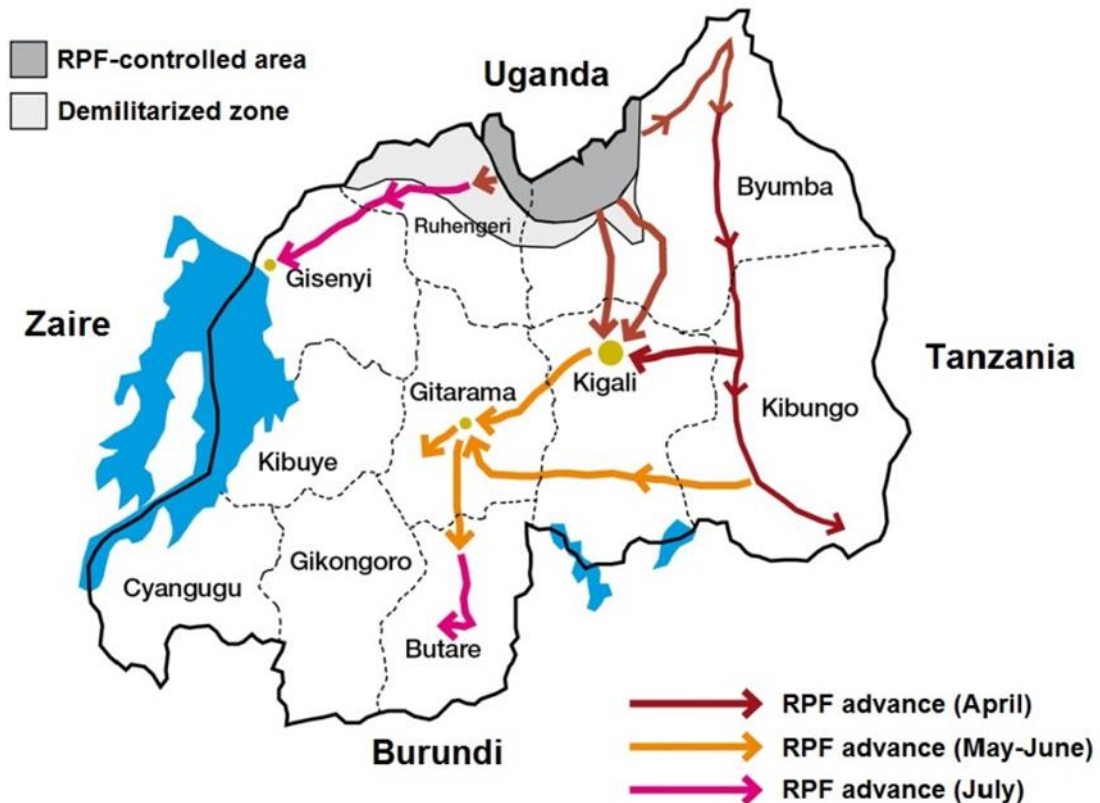 RPF-controlled area
Demilitarized zone
Uganda
Byumba
Ruhengeri
Gisenyi
Zaire
Tanzania
Kigali
Gitarama
Kibungo
Kibuye
Gikongoro
Cyangugu
Butare
Burundi
RPF advance (April)
RPF advance (May-June)
RPF advance (July)